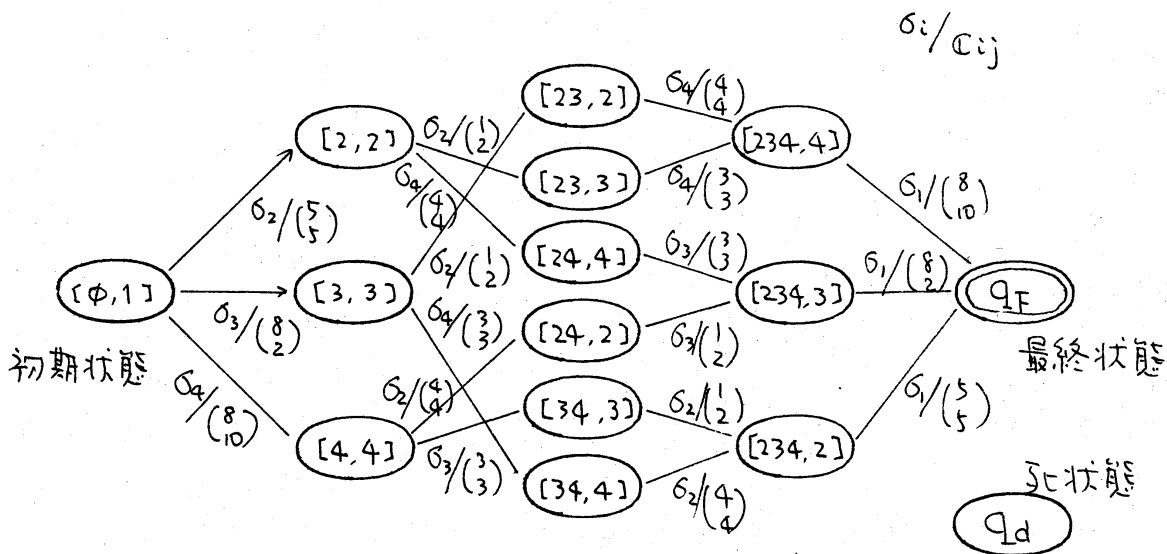 σi/ℂij
[23,2]
σ4/(4 4)
[2,2]
σ2/(1 2)
[234,4]
[23,3]
σ4/(4 4)
σ4/(3 3)
σ1/(8 10)
σ2/(5 5)
[24,4]
σ3/(3 3)
σ2/(1 2)
[φ,1]
[3,3]
[234,3]
σ1/(8 2)
qF
σ3/(8 2)
σ4/(3 3)
[24,2]
σ3/(1 2)
初期状態
最終状態
σ4/(8 10)
σ2/(4 4)
[34,3]
σ2/(1 2)
σ1/(5 5)
[4,4]
σ3/(3 3)
[234,2]
[34,4]
σ2/(4 4)
死状態
qd